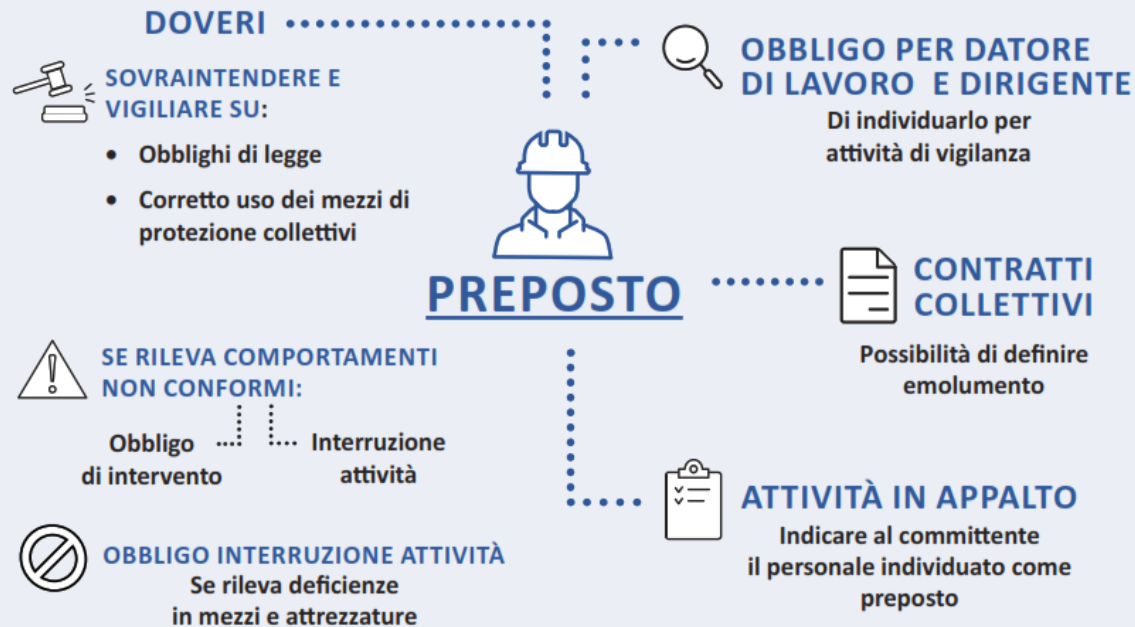 DOVERI
SOVRAINTENDERE E
VIGILIARE SU:
• Obblighi di legge
• Corretto uso dei mezzi di
protezione collettivi
SE RILEVA COMPORTAMENTI
NON CONFORMI:
Obbligo
di intervento
Interruzione
attività
OBBLIGO INTERRUZIONE ATTIVITÀ
Se rileva deficienze
in mezzi e attrezzature
PREPOSTO
OBBLIGO PER DATORE
DI LAVORO E DIRIGENTE
Di individuarlo per
attività di vigilanza
CONTRATTI
COLLETTIVI
Possibilità di definire
emolumento
ATTIVITÀ IN APPALTO
Indicare al committente
il personale individuato come
preposto